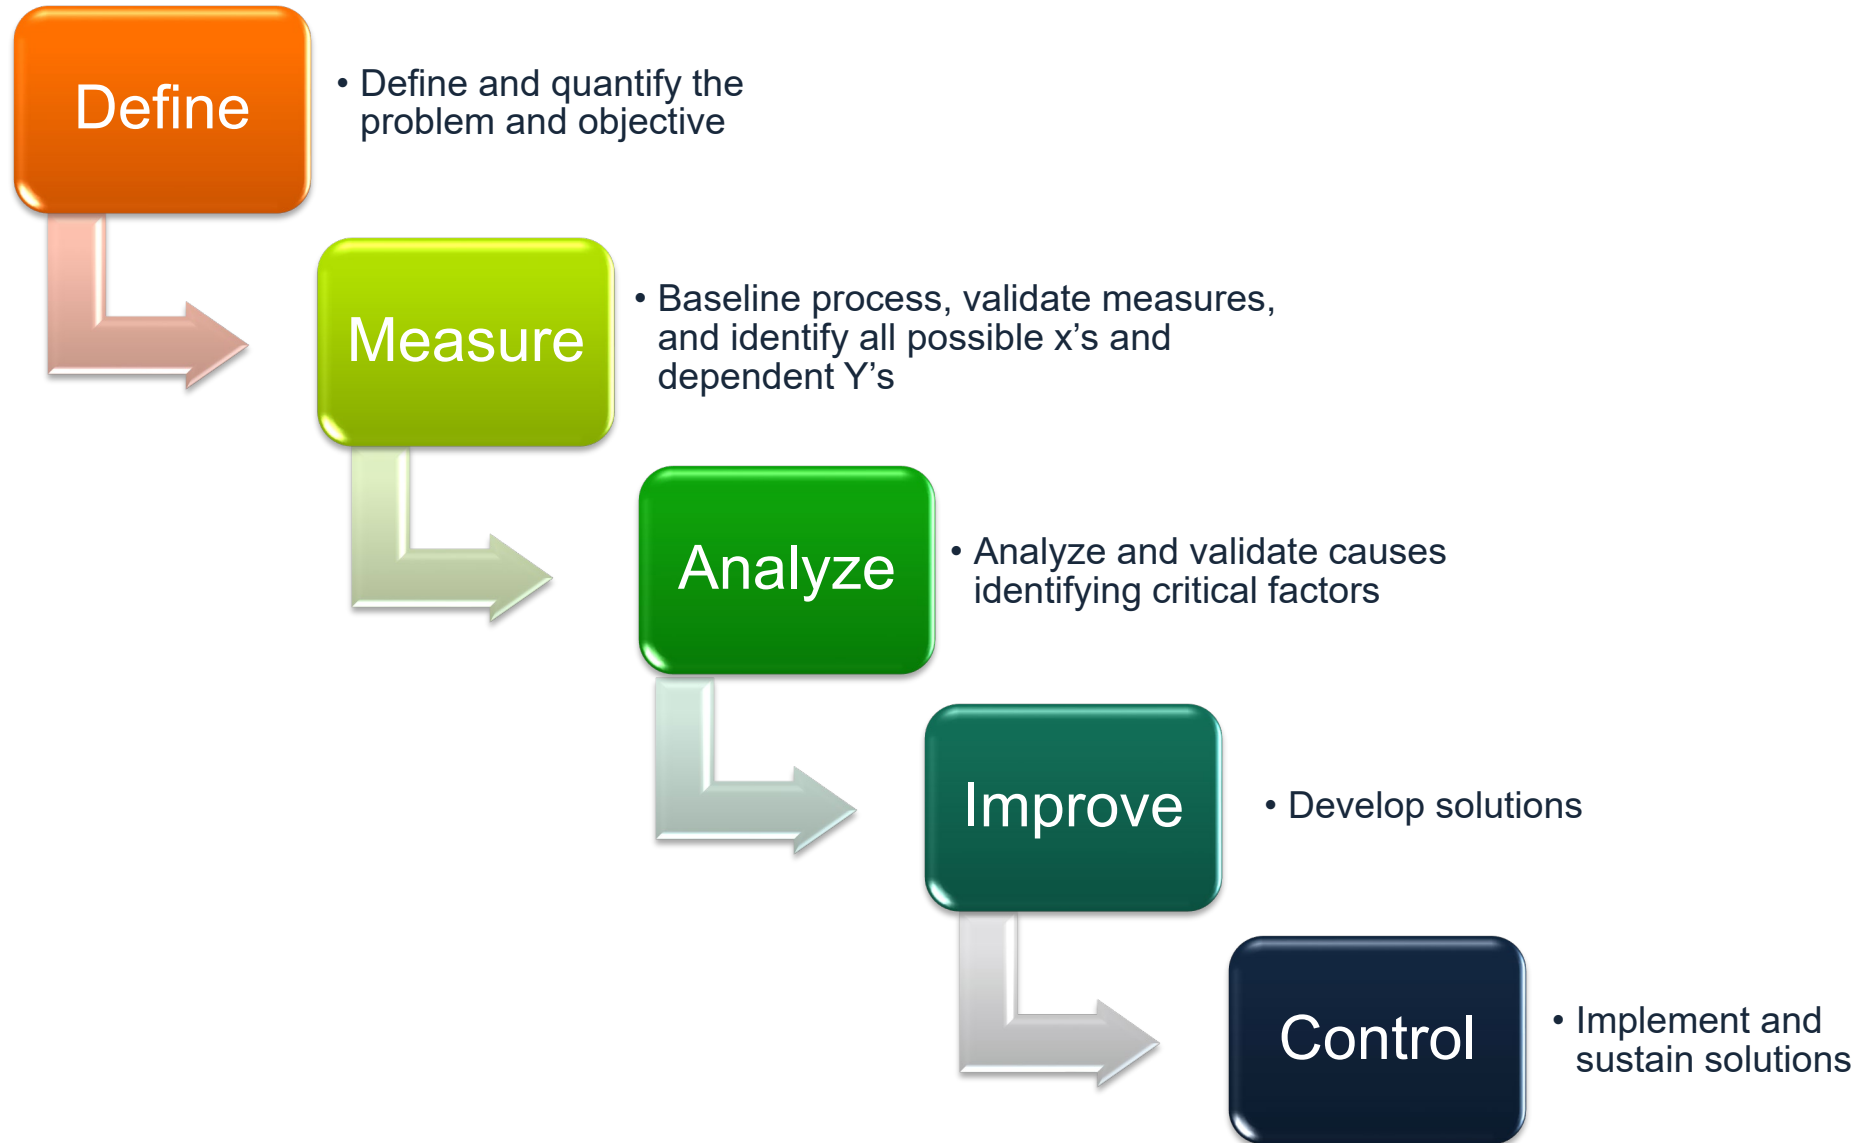 Define
• Define and quantify the
problem and objective
Measure
• Baseline process, validate measures,
and identify all possible x’s and
dependent Y’s
Analyze
• Analyze and validate causes
identifying critical factors
Improve
• Develop solutions
Control
• Implement and
sustain solutions